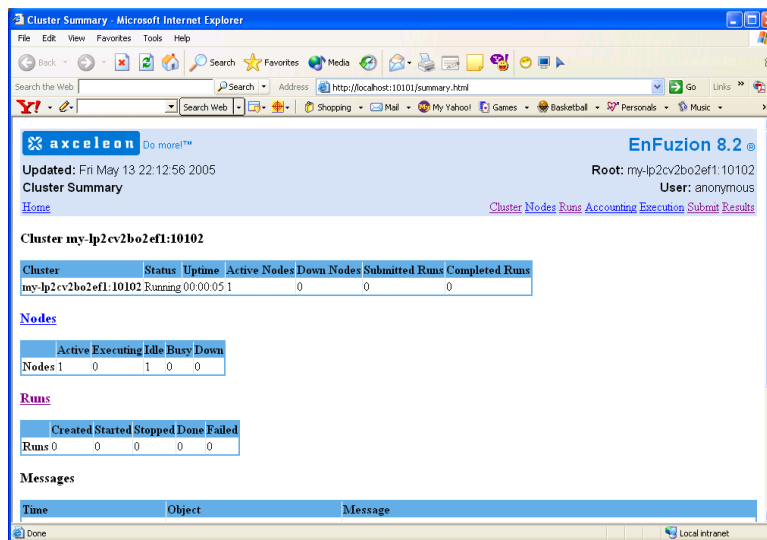 Cluster Summary - Microsoft Internet Explorer
File Edit View Favorites Tools Help
Back Search Favorites Media
Search the Web Search Address http://localhost:10101/summary.html Go Links »
Y! Search Web Shopping Mail My Yahoo! Games Basketball Personals Music »
axceleon Do more!™ EnFuzion 8.2 ®
Updated: Fri May 13 22:12:56 2005 Root: my-lp2cv2bo2ef1:10102
Cluster Summary User: anonymous
Home Cluster Nodes Runs Accounting Execution Submit Results
Cluster my-lp2cv2bo2ef1:10102
Cluster Status Uptime Active Nodes Down Nodes Submitted Runs Completed Runs
my-lp2cv2bo2ef1:10102 Running 00:00:05 1 0 0 0
Nodes
Active Executing Idle Busy Down
Nodes 1 0 1 0 0
Runs
Created Started Stopped Done Failed
Runs 0 0 0 0 0
Messages
Time Object Message
Done Local intranet